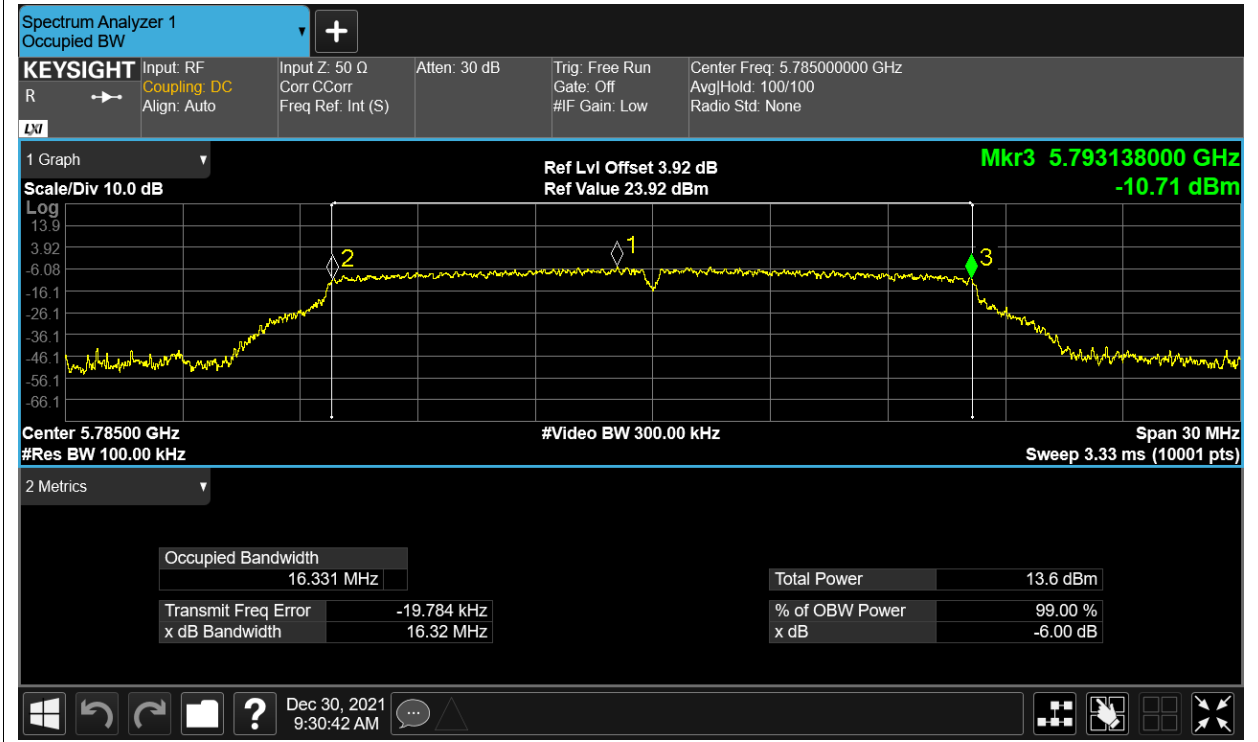 Spectrum Analyzer 1
Occupied BW
KEYSIGHT
R
LXI
Input: RF
Coupling: DC
Align: Auto
Input Z: 50 Ω
Corr CCorr
Freq Ref: Int (S)
Atten: 30 dB
Trig: Free Run
Gate: Off
#IF Gain: Low
Center Freq: 5.785000000 GHz
Avg|Hold: 100/100
Radio Std: None
1 Graph
Scale/Div 10.0 dB
Ref Lvl Offset 3.92 dB
Ref Value 23.92 dBm
Mkr3 5.793138000 GHz
-10.71 dBm
Log
13.9
3.92
-6.08
-16.1
-26.1
-36.1
-46.1
-56.1
-66.1
2
1
3
Center 5.78500 GHz
#Video BW 300.00 kHz
Span 30 MHz
#Res BW 100.00 kHz
Sweep 3.33 ms (10001 pts)
2 Metrics
Occupied Bandwidth
16.331 MHz
Transmit Freq Error -19.784 kHz
x dB Bandwidth 16.32 MHz
Total Power 13.6 dBm
% of OBW Power 99.00 %
x dB -6.00 dB
?
Dec 30, 2021
9:30:42 AM